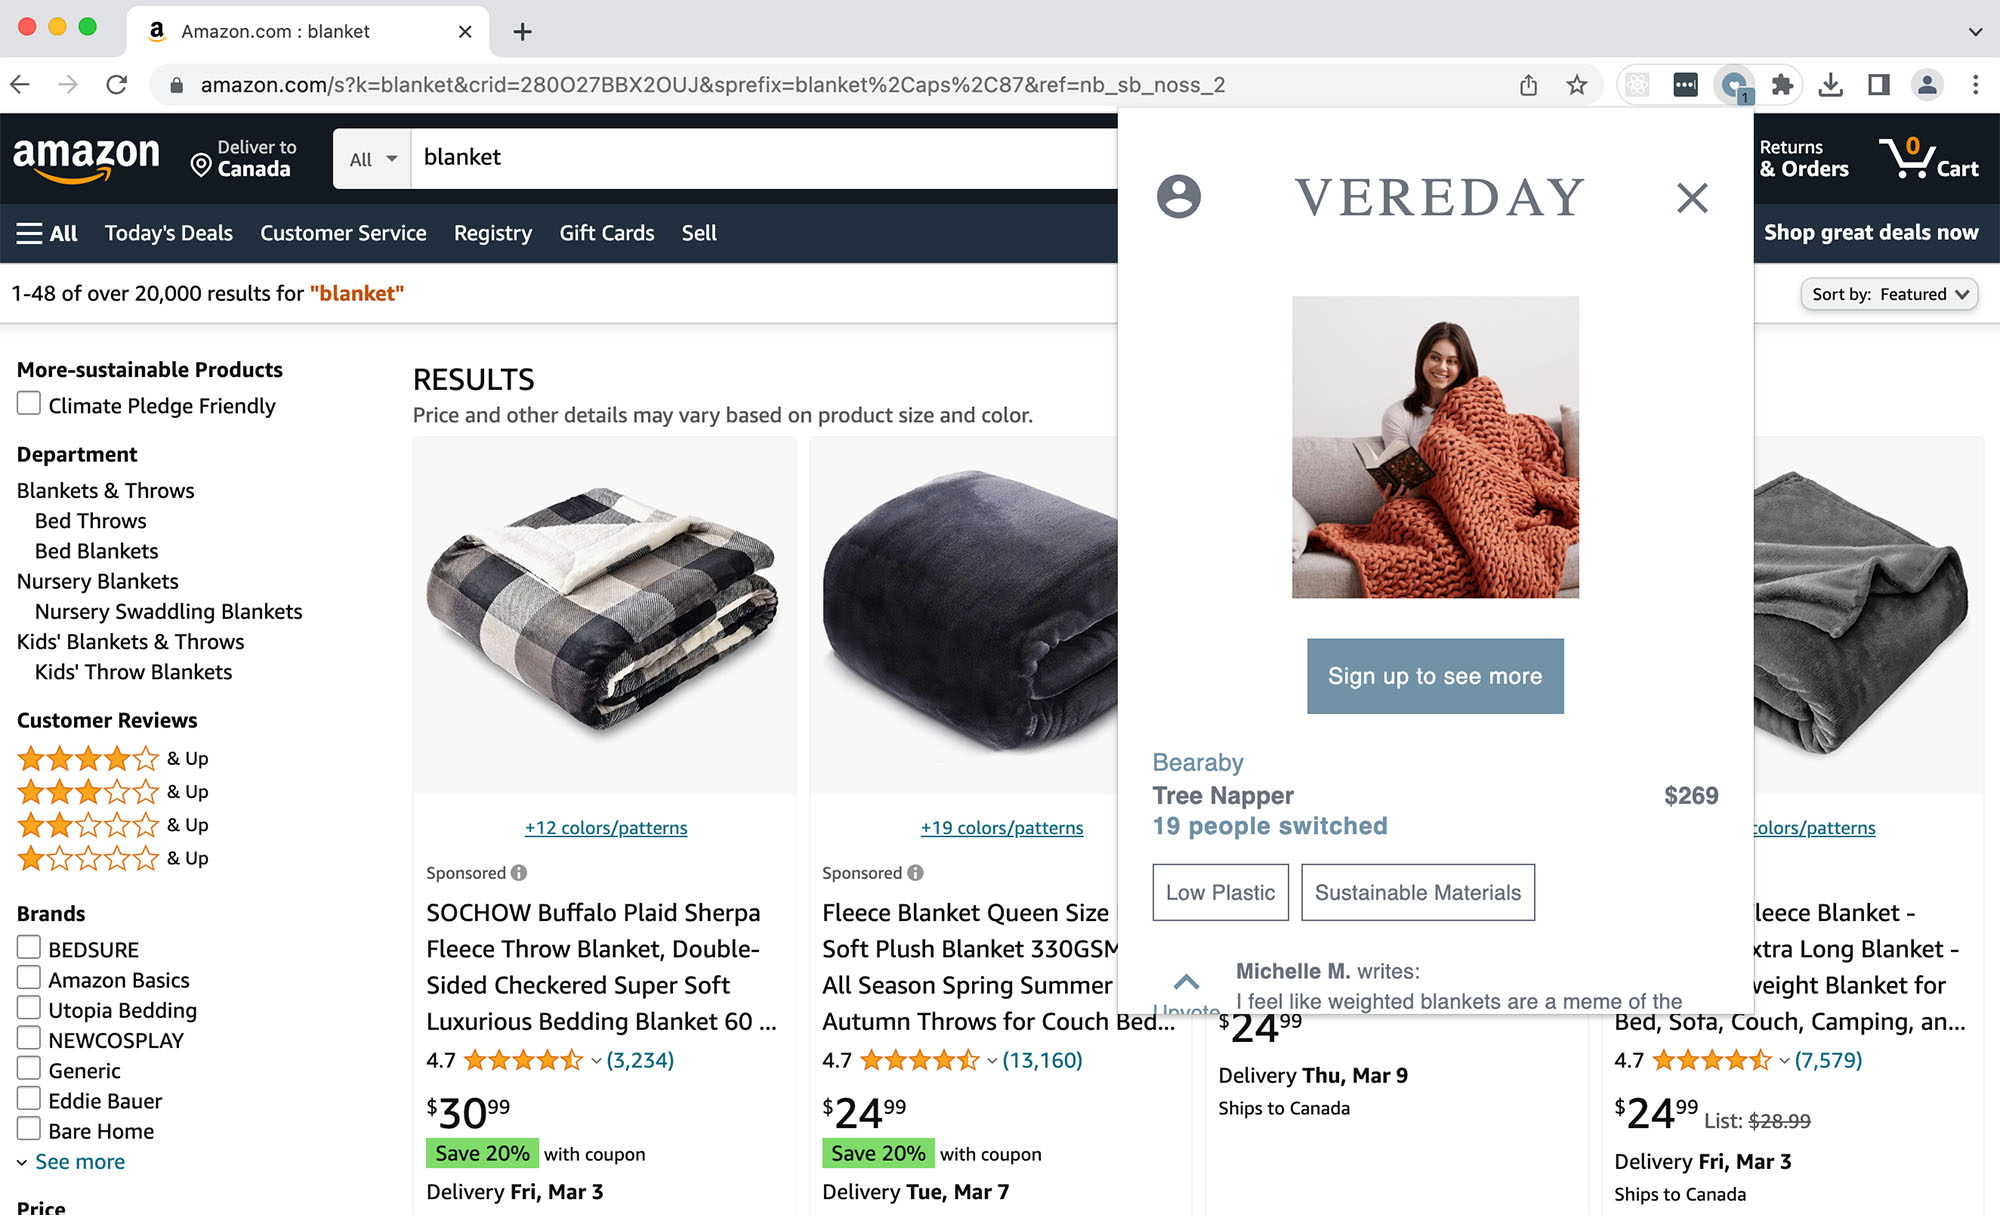 Amazon.com : blanket
amazon.com/s?k=blanket&crid=280O27BBX2OUJ&sprefix=blanket%2Caps%2C87&ref=nb_sb_noss_2
1
amazon
Deliver to
Canada
All
blanket
Returns
& Orders
0
Cart
All
Today's Deals
Customer Service
Registry
Gift Cards
Sell
Shop great deals now
1-48 of over 20,000 results for "blanket"
Sort by: Featured
More-sustainable Products
Climate Pledge Friendly
Department
Blankets & Throws
Bed Throws
Bed Blankets
Nursery Blankets
Nursery Swaddling Blankets
Kids' Blankets & Throws
Kids' Throw Blankets
Customer Reviews
& Up
& Up
& Up
& Up
Brands
BEDSURE
Amazon Basics
Utopia Bedding
NEWCOSPLAY
Generic
Eddie Bauer
Bare Home
See more
Price
RESULTS
Price and other details may vary based on product size and color.
+12 colors/patterns
Sponsored
SOCHOW Buffalo Plaid Sherpa
Fleece Throw Blanket, Double-
Sided Checkered Super Soft
Luxurious Bedding Blanket 60 ...
4.7
(3,234)
$30.99
Save 20% with coupon
Delivery Fri, Mar 3
+19 colors/patterns
Sponsored
Fleece Blanket Queen Size
Soft Plush Blanket 330GSM
All Season Spring Summer
Autumn Throws for Couch Bed...
4.7
(13,160)
$24.99
Save 20% with coupon
Delivery Tue, Mar 7
VEREDAY
Sign up to see more
Bearaby
Tree Napper
$269
19 people switched
Low Plastic
Sustainable Materials
Upvote
Michelle M. writes:
I feel like weighted blankets are a meme of the
$24.99
Delivery Thu, Mar 9
Ships to Canada
colors/patterns
leece Blanket -
xtra Long Blanket -
weight Blanket for
Bed, Sofa, Couch, Camping, an...
4.7
(7,579)
$24.99 List: $28.99
Delivery Fri, Mar 3
Ships to Canada